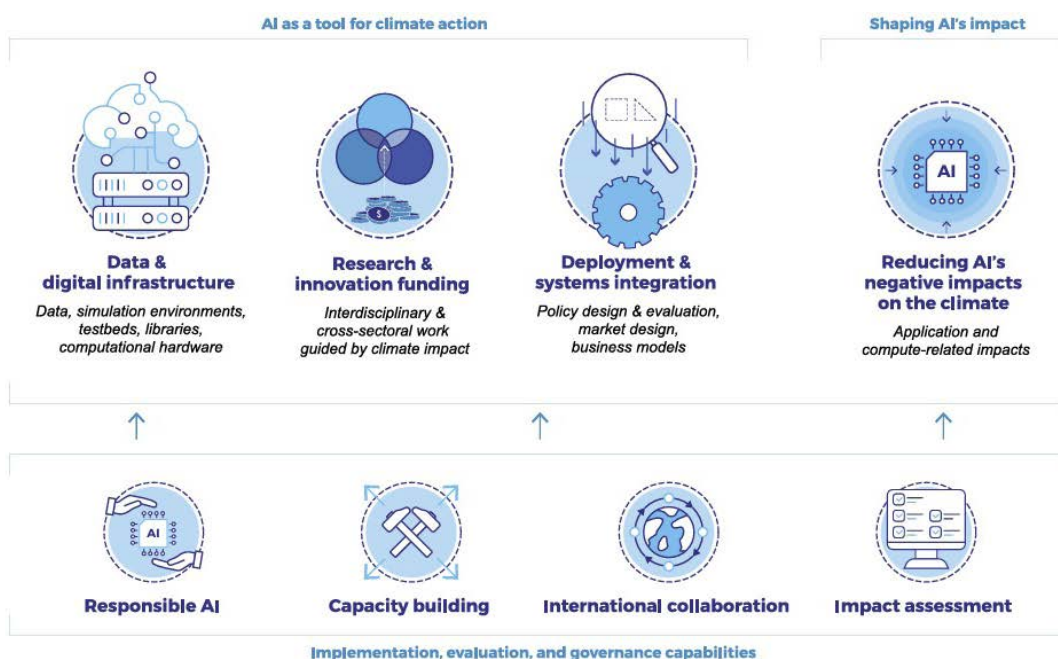 AI as a tool for climate action
Shaping AI's impact
AI
Data &
digital infrastructure
Data, simulation environments,
testbeds, libraries,
computational hardware
$
Research &
innovation funding
Interdisciplinary &
cross-sectoral work
guided by climate impact
Deployment &
systems integration
Policy design & evaluation,
market design,
business models
Reducing AI's
negative impacts
on the climate
Application and
compute-related impacts
AI
Responsible AI
Capacity building
International collaboration
Impact assessment
Implementation, evaluation, and governance capabilities